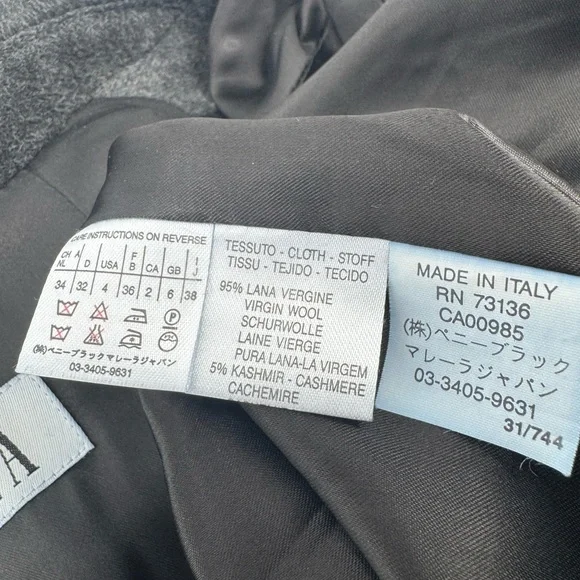 CARE INSTRUCTIONS ON REVERSE
CH A D USA F CA GB I
NL B J
34 32 4 36 2 6 38
P
(株)ペニーブラックマレーラジャパン
03-3405-9631
TESSUTO - CLOTH - STOFF
TISSU - TEJIDO - TECIDO
95% LANA VERGINE
VIRGIN WOOL
SCHURWOLLE
LAINE VIERGE
PURA LANA-LA VIRGEM
5% KASHMIR - CASHMERE
CACHEMIRE
MADE IN ITALY
RN 73136
CA00985
(株)ペニーブラック
マレーラジャパン
03-3405-9631
31/744
A